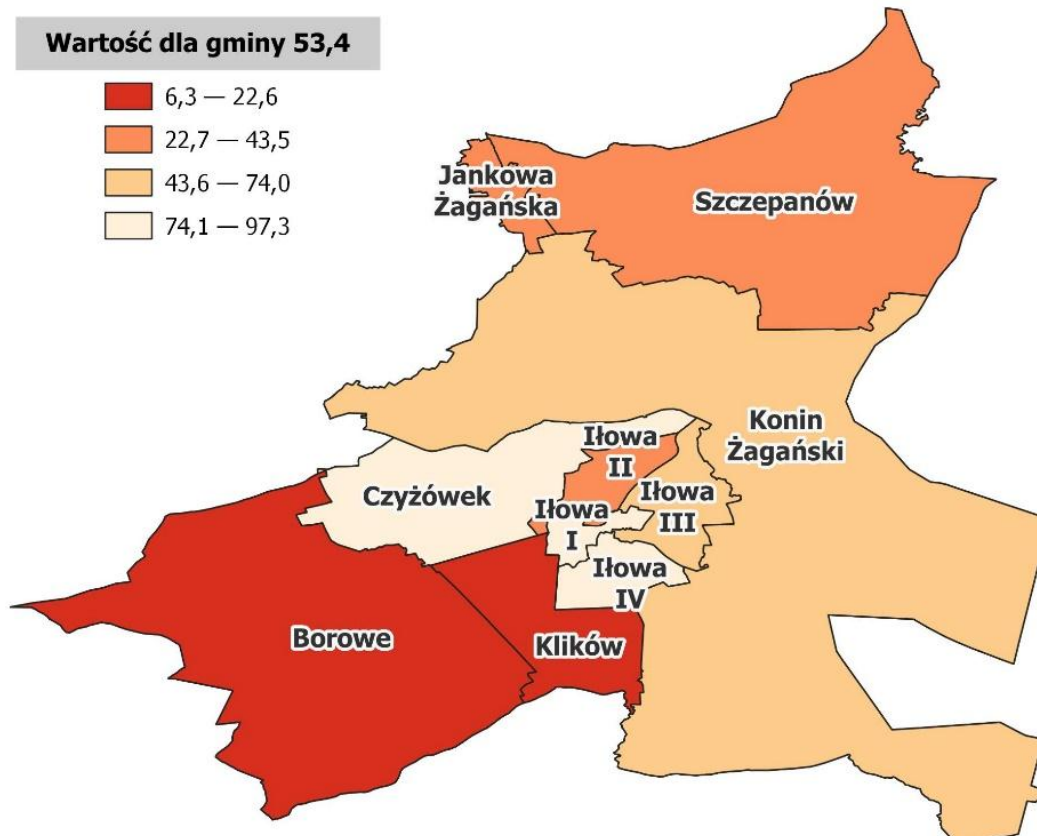 Wartość dla gminy 53,4
6,3 — 22,6
22,7 — 43,5
43,6 — 74,0
74,1 — 97,3
Jankowa
Żagańska
Szczepanów
Konin
Żagański
Iłowa
II
Czyżówek
Iłowa
III
Iłowa
I
Iłowa
IV
Borowe
Klików